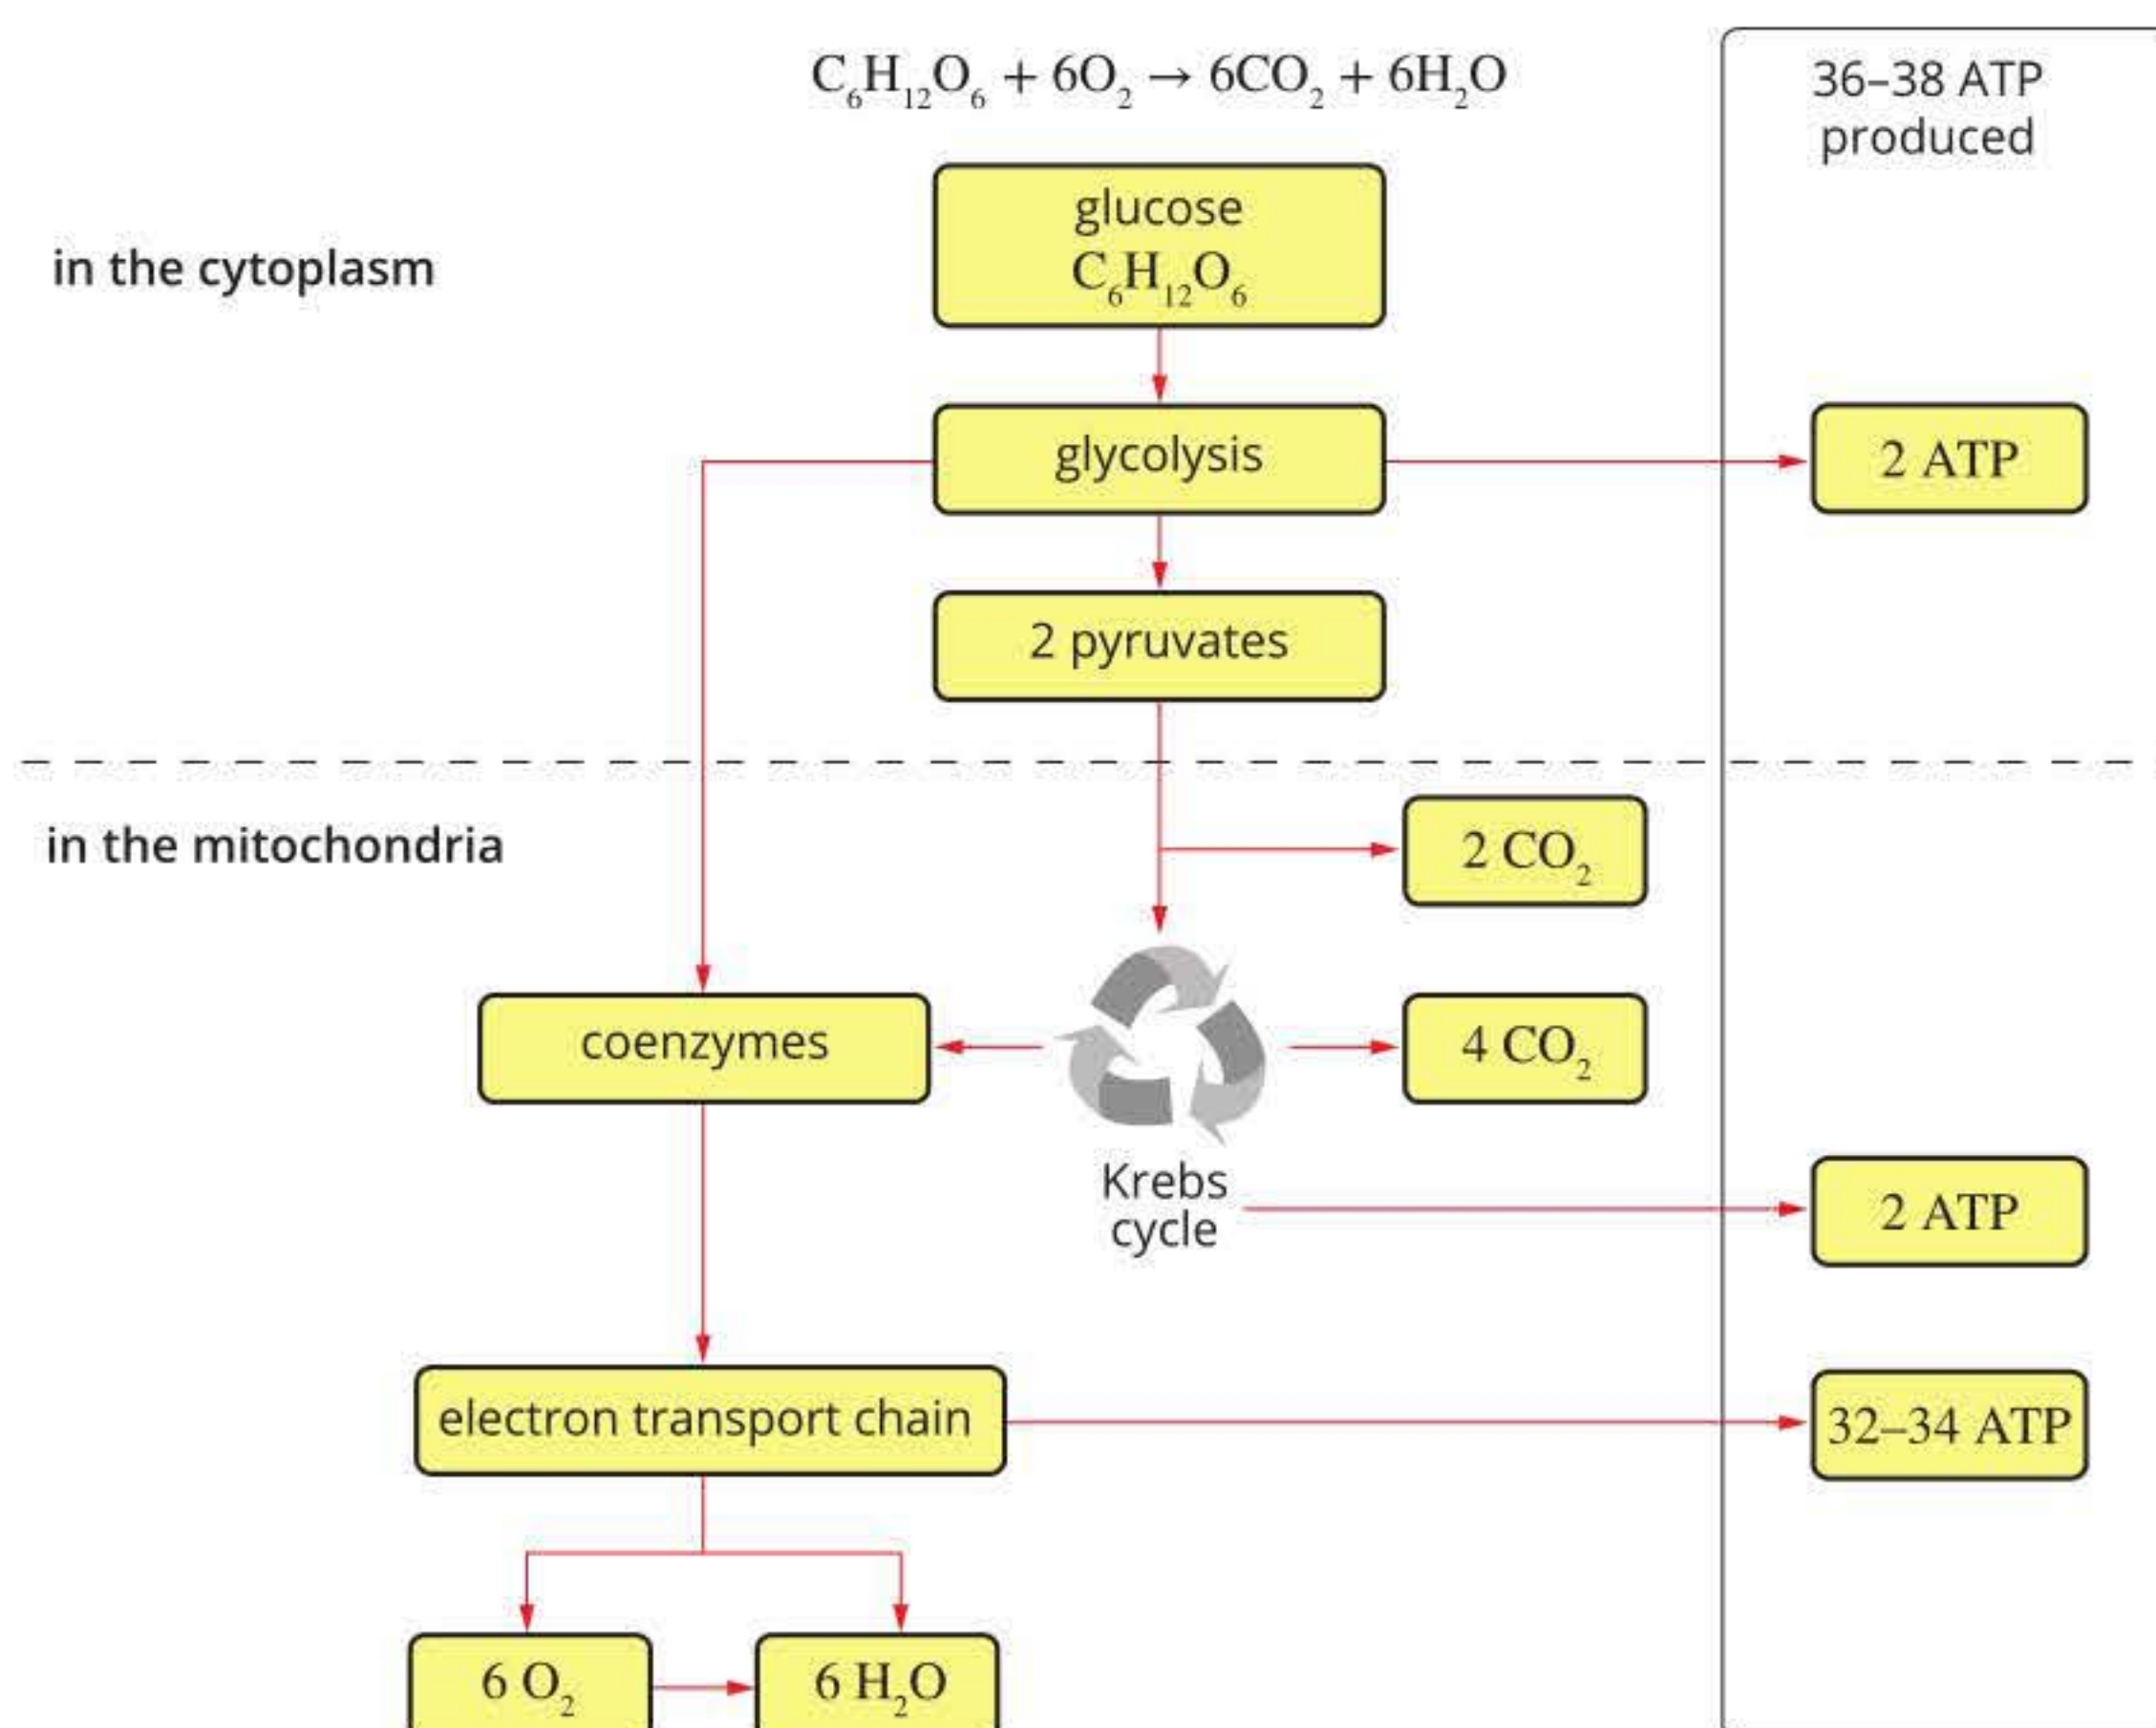 C₆H₁₂O₆ + 6O₂ → 6CO₂ + 6H₂O
36–38 ATP
produced
glucose
C₆H₁₂O₆
in the cytoplasm
glycolysis
2 ATP
2 pyruvates
in the mitochondria
2 CO₂
coenzymes
4 CO₂
Krebs
cycle
2 ATP
electron transport chain
32–34 ATP
6 O₂
6 H₂O